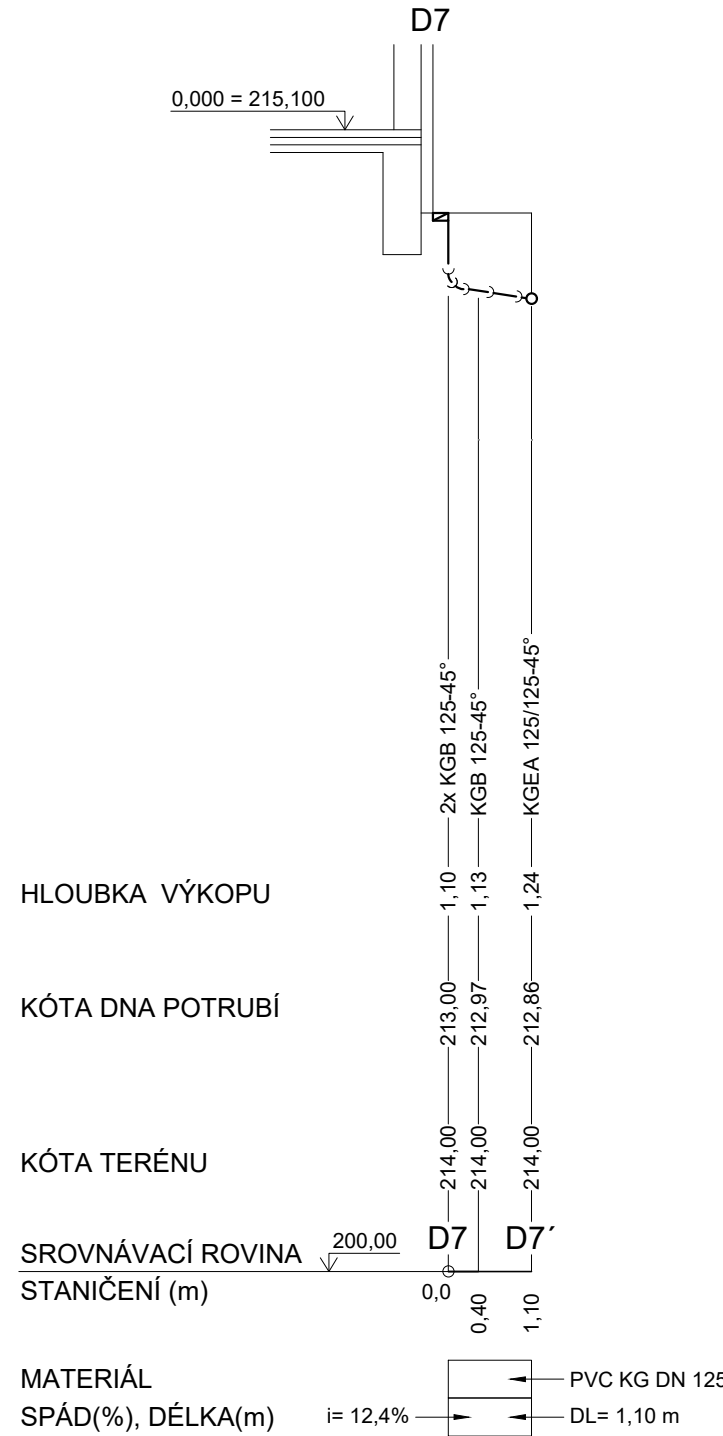 D7
0,000 = 215,100
2x KGB 125-45°
KGB 125-45°
KGEA 125/125-45°
HLOUBKA VÝKOPU
1,10
1,13
1,24
KÓTA DNA POTRUBÍ
213,00
212,97
212,86
KÓTA TERÉNU
214,00
214,00
214,00
D7
D7´
SROVNÁVACÍ ROVINA
200,00
STANIČENÍ (m)
0,0
0,40
1,10
MATERIÁL
PVC KG DN 125
SPÁD(%), DÉLKA(m)
i= 12,4%
DL= 1,10 m